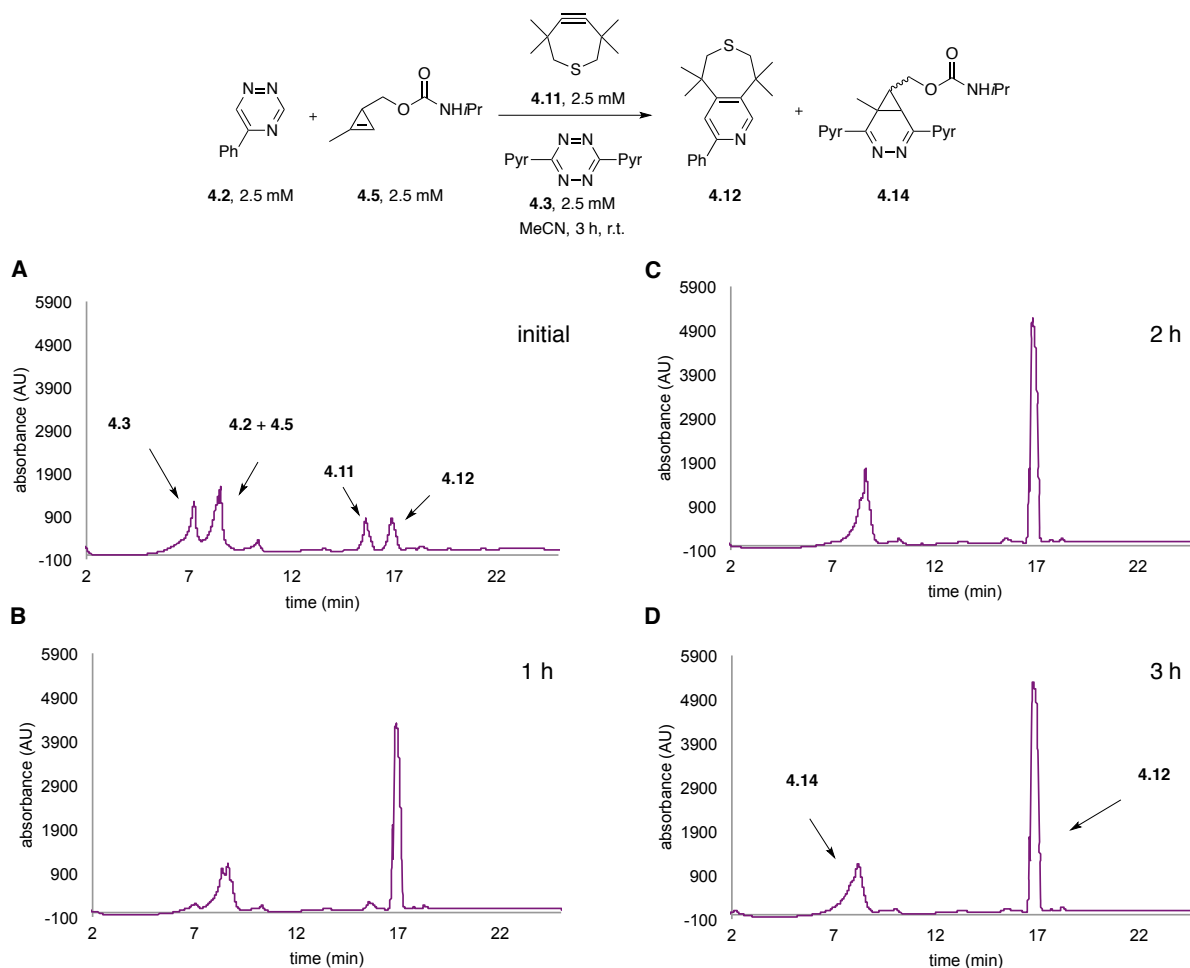 N=N
N
Ph
4.2, 2.5 mM
+
O
O
NHiPr
4.5, 2.5 mM
S
4.11, 2.5 mM
N=N
Pyr
Pyr
N=N
4.3, 2.5 mM
MeCN, 3 h, r.t.
S
N
Ph
4.12
+
O
O
NHiPr
Pyr
Pyr
N=N
4.14
A
initial
absorbance (AU)
5900
4900
3900
2900
1900
900
-100
4.3
4.2 + 4.5
4.11
4.12
2 7 12 17 22
time (min)
C
2 h
absorbance (AU)
5900
4900
3900
2900
1900
900
-100
2 7 12 17 22
time (min)
B
1 h
absorbance (AU)
5900
4900
3900
2900
1900
900
-100
2 7 12 17 22
time (min)
D
3 h
absorbance (AU)
5900
4900
3900
2900
1900
900
-100
4.14
4.12
2 7 12 17 22
time (min)